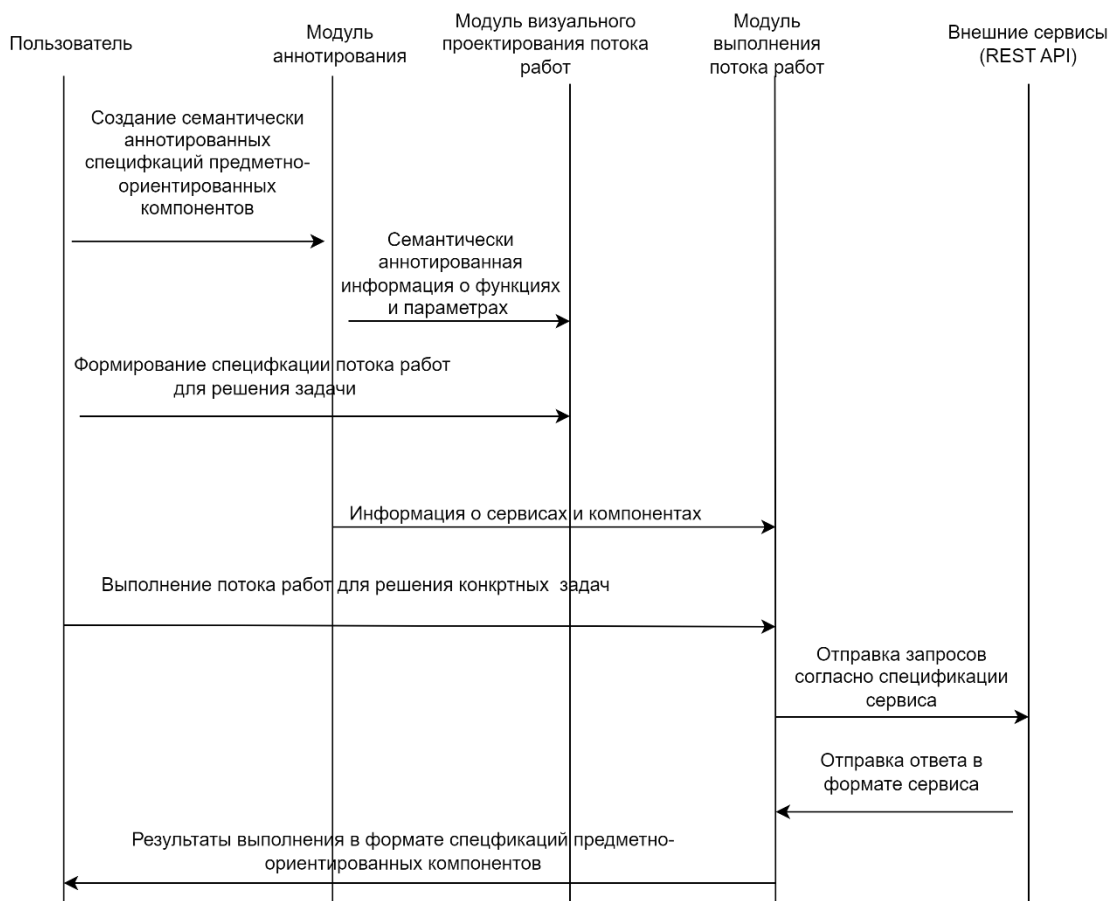 Пользователь
Модуль
аннотирования
Модуль визуального
проектирования потока
работ
Модуль
выполнения
потока работ
Внешние сервисы
(REST API)
Создание семантически
аннотированных
специфкаций предметно-
ориентированных
компонентов
Семантически
аннотированная
информация о функциях
и параметрах
Формирование специфкации потока работ
для решения задачи
Информация о сервисах и компонентах
Выполнение потока работ для решения конкртных задач
Отправка запросов
согласно спецификации
сервиса
Отправка ответа в
формате сервиса
Результаты выполнения в формате спецфикаций предметно-
ориентированных компонентов